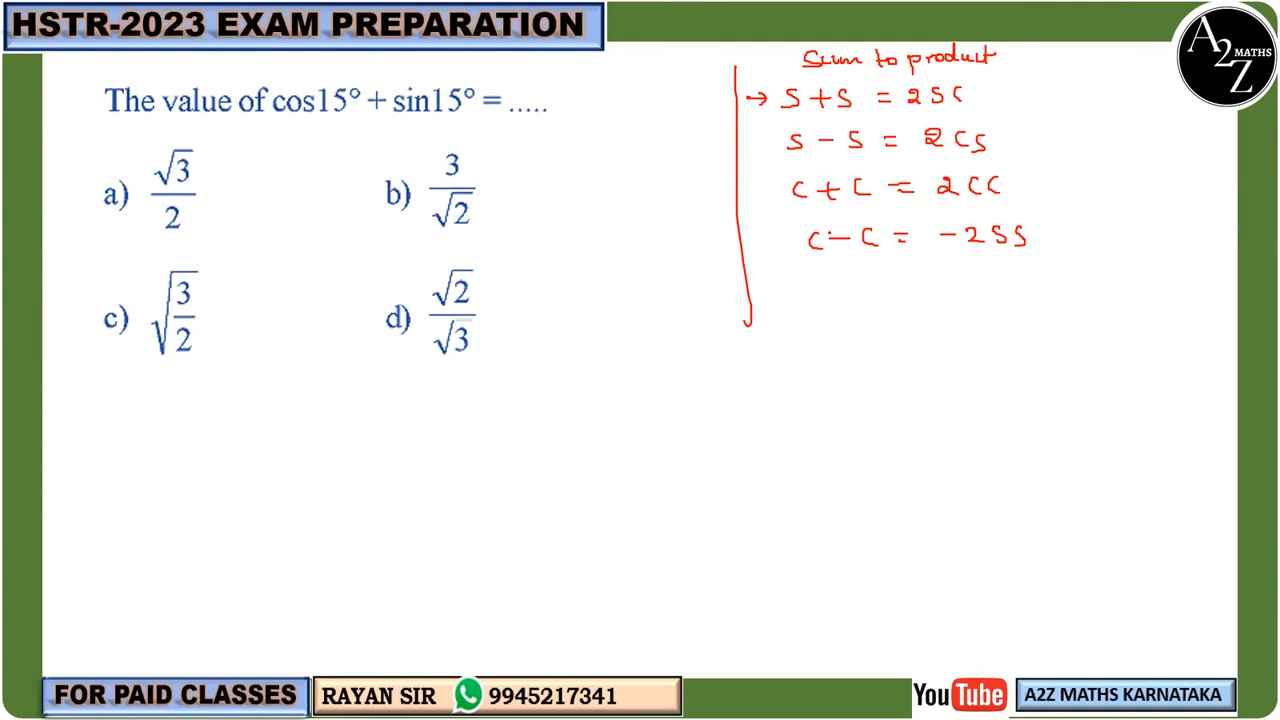 HSTR-2023 EXAM PREPARATION
A2Z MATHS
The value of cos15° + sin15° = .....
a) √3/2
b) 3/√2
c) √(3/2)
d) √2/√3
Sum to product
→ S + S = 2SC
S - S = 2CS
C + C = 2CC
C - C = -2SS
FOR PAID CLASSES
RAYAN SIR 9945217341
YouTube
A2Z MATHS KARNATAKA